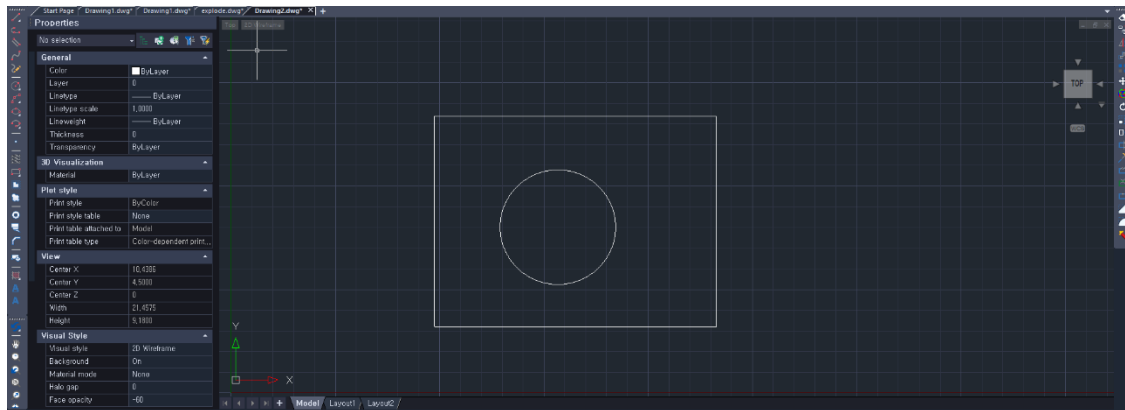 Start Page Drawing1.dwg* Drawing1.dwg* explode.dwg* Drawing2.dwg* X +
Properties
No selection
General
Color ByLayer
Layer 0
Linetype ByLayer
Linetype scale 1,0000
Lineweight ByLayer
Thickness 0
Transparency ByLayer
3D Visualization
Material ByLayer
Plot style
Print style ByColor
Print style table None
Print table attached to Model
Print table type Color-dependent print...
View
Center X 10,4395
Center Y 4,5000
Center Z 0
Width 21,4575
Height 9,1800
Visual Style
Visual style 2D Wireframe
Background On
Material mode None
Halo gap 0
Face opacity -60
TOP
Y
X
Model Layout1 Layout2